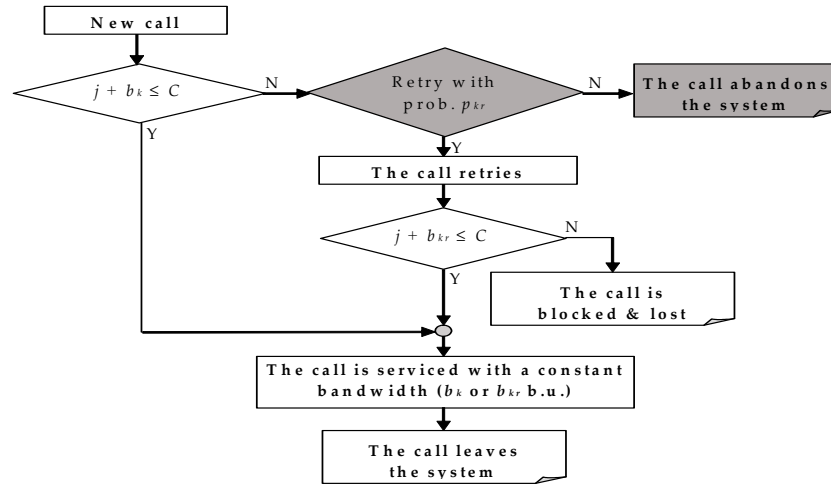 New call
j + bk ≤ C
N
Y
Retry with
prob. pkr
N
Y
The call abandons
the system
The call retries
j + bkr ≤ C
N
Y
The call is
blocked & lost
The call is serviced with a constant
bandwidth (bk or bkr b.u.)
The call leaves
the system